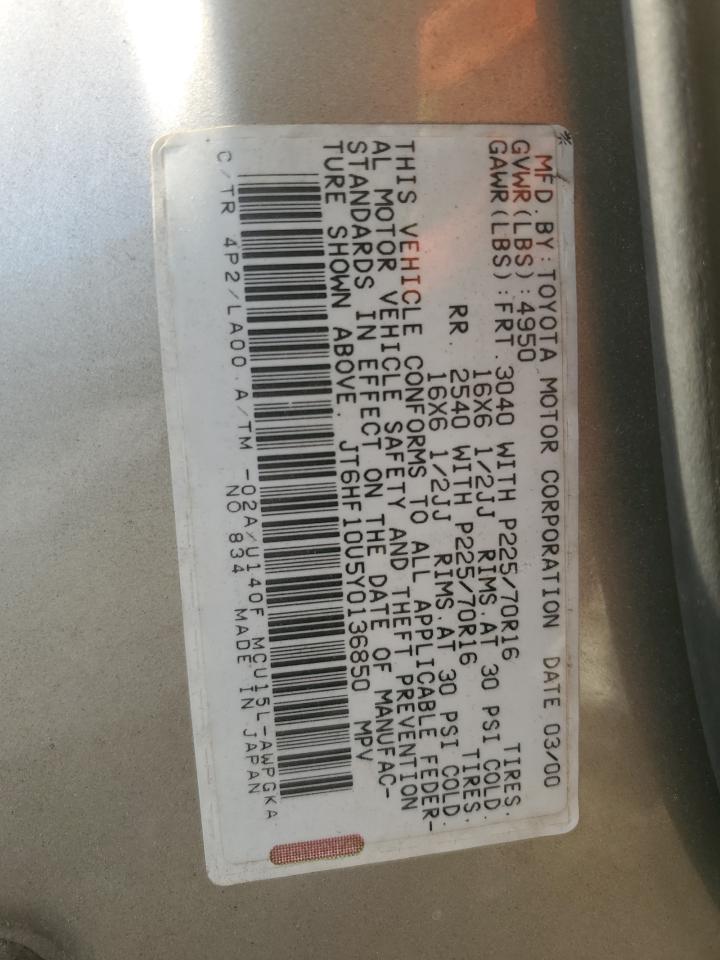 MFD. BY: TOYOTA MOTOR CORPORATION DATE 03/00
GVWR(LBS): 4950
GAWR(LBS): FRT. 3040 WITH P225/70R16 TIRES.
16X6 1/2JJ RIMS. AT 30 PSI COLD.
RR. 2540 WITH P225/70R16 TIRES.
16X6 1/2JJ RIMS. AT 30 PSI COLD.
THIS VEHICLE CONFORMS TO ALL APPLICABLE FEDER-
AL MOTOR VEHICLE SAFETY AND THEFT PREVENTION
STANDARDS IN EFFECT ON THE DATE OF MANUFAC-
TURE SHOWN ABOVE. JT6HF10U5Y0136850 MPV
C/TR 4P2/LA00. A/TM -02A/U140F MCU15L-AWPGKA
NO 834 MADE IN JAPAN